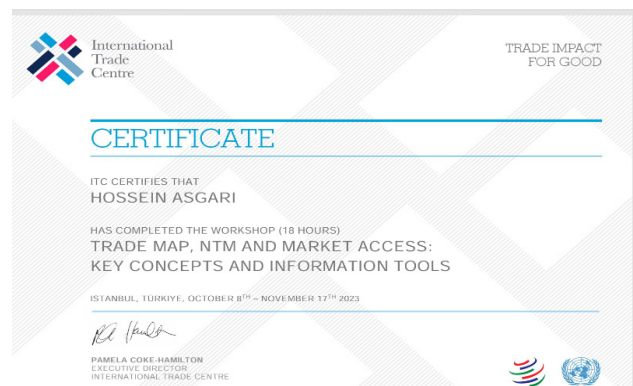 International
Trade
Centre
TRADE IMPACT
FOR GOOD
CERTIFICATE
ITC CERTIFIES THAT
HOSSEIN ASGARI
HAS COMPLETED THE WORKSHOP (18 HOURS)
TRADE MAP, NTM AND MARKET ACCESS:
KEY CONCEPTS AND INFORMATION TOOLS
ISTANBUL, TÜRKIYE, OCTOBER 8TH – NOVEMBER 17TH 2023
PAMELA COKE-HAMILTON
EXECUTIVE DIRECTOR
INTERNATIONAL TRADE CENTRE